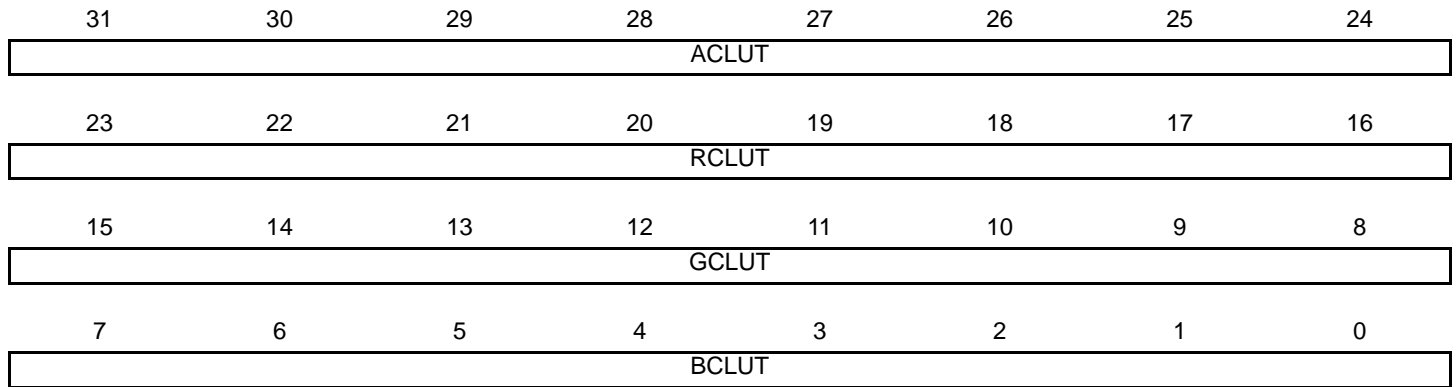 31 30 29 28 27 26 25 24
ACLUT
23 22 21 20 19 18 17 16
RCLUT
15 14 13 12 11 10 9 8
GCLUT
7 6 5 4 3 2 1 0
BCLUT